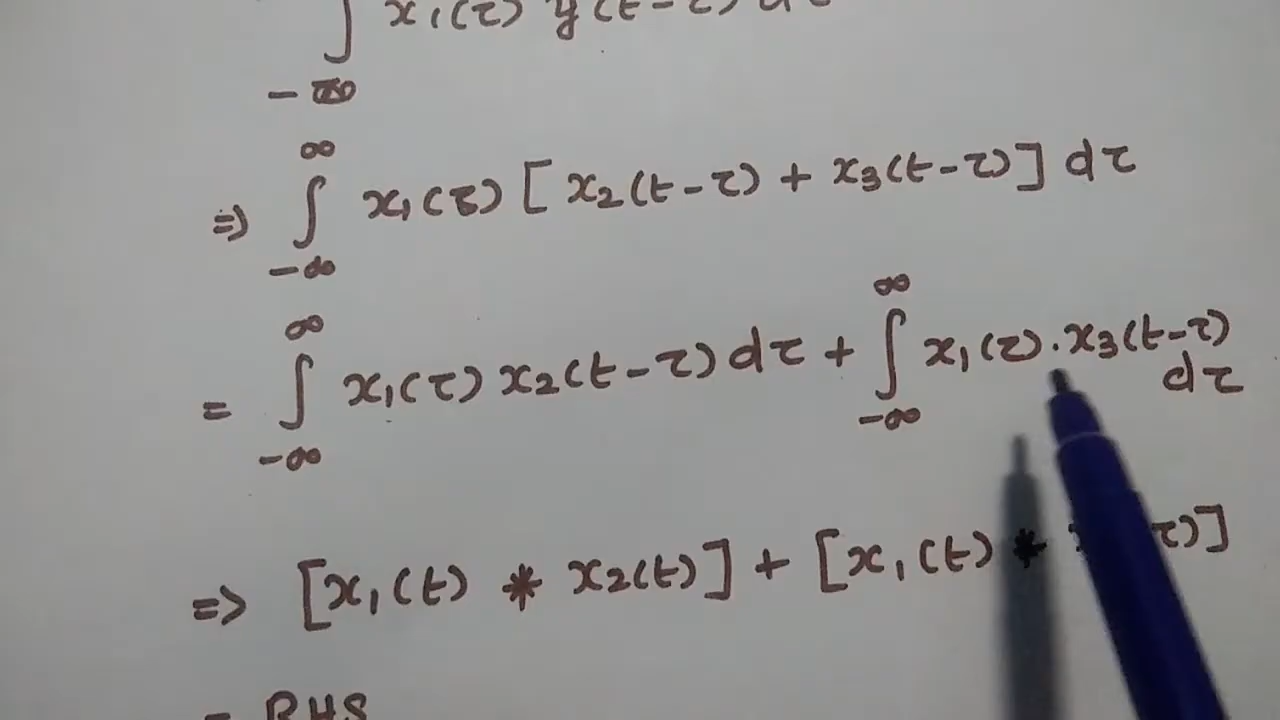 ∫ x₁(τ) y(t-τ) dτ
-∞
∞
⇒ ∫ x₁(τ) [ x₂(t-τ) + x₃(t-τ) ] dτ
-∞
∞ ∞
= ∫ x₁(τ) x₂(t-τ) dτ + ∫ x₁(τ) . x₃(t-τ) dτ
-∞ -∞
=> [x₁(t) * x₂(t)] + [x₁(t) *
= RHS